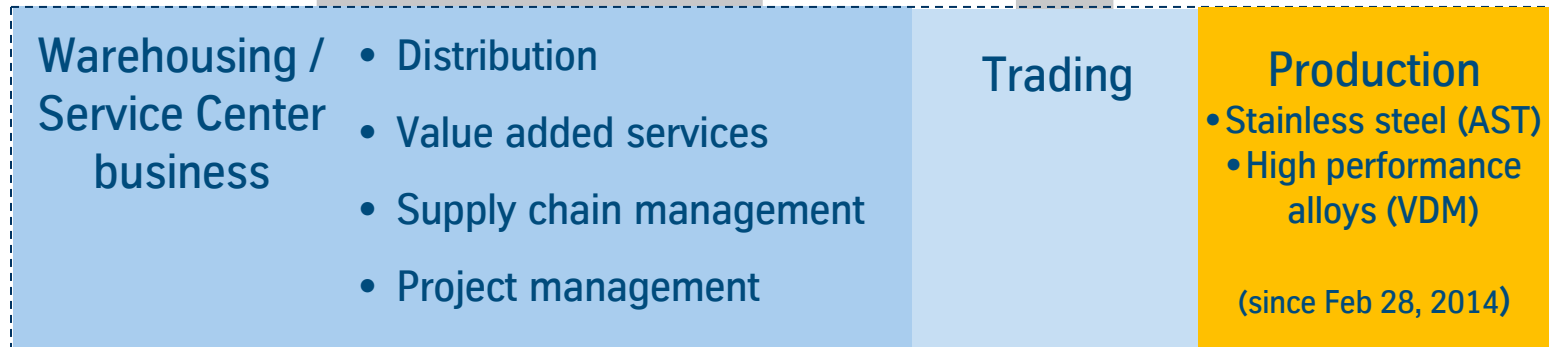 Warehousing /
Service Center
business
• Distribution
• Value added services
• Supply chain management
• Project management
Trading
Production
•Stainless steel (AST)
•High performance
alloys (VDM)
(since Feb 28, 2014)